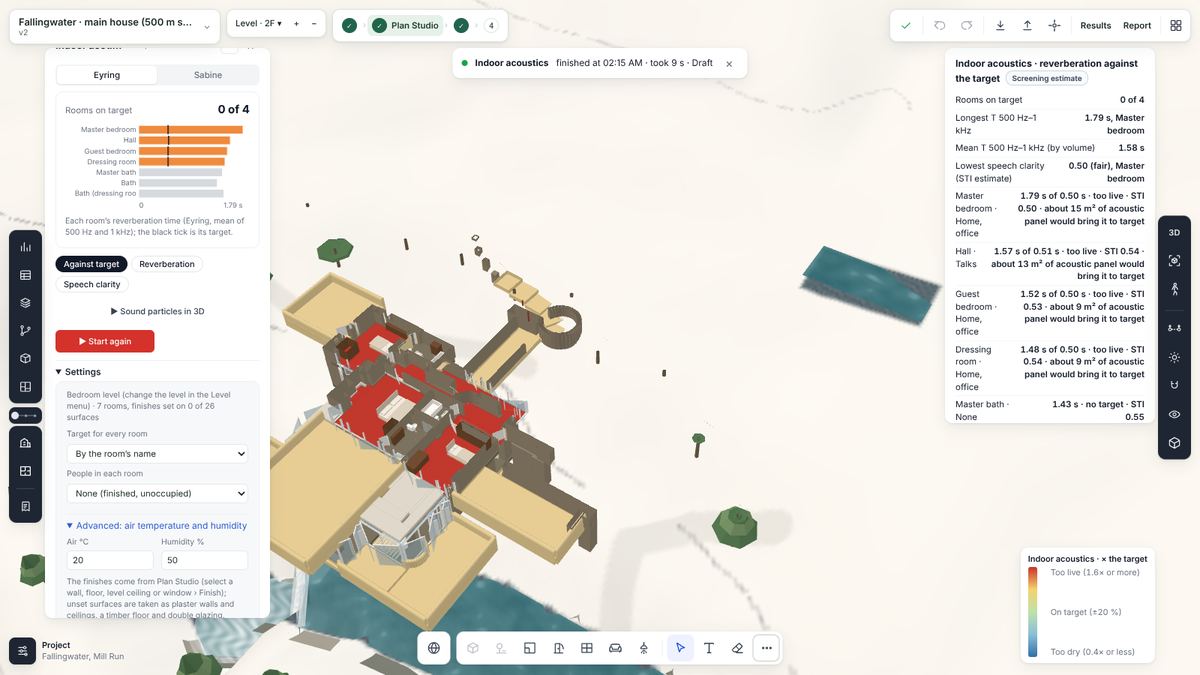 Fallingwater · main house (500 m s...
v2
Level · 2F ▾ + −
Plan Studio
4
Results
Report
Eyring
Sabine
Rooms on target 0 of 4
Master bedroom
Hall
Guest bedroom
Dressing room
Master bath
Bath
Bath (dressing roo
0 1.79 s
Each room's reverberation time (Eyring, mean of
500 Hz and 1 kHz); the black tick is its target.
Against target
Reverberation
Speech clarity
▶ Sound particles in 3D
▶ Start again
▼ Settings
Bedroom level (change the level in the Level
menu) · 7 rooms, finishes set on 0 of 26
surfaces
Target for every room
By the room's name
People in each room
None (finished, unoccupied)
▼ Advanced: air temperature and humidity
Air °C Humidity %
20 50
The finishes come from Plan Studio (select a
wall, floor, level ceiling or window › Finish);
unset surfaces are taken as plaster walls and
ceilings, a timber floor and double glazing.
Indoor acoustics finished at 02:15 AM · took 9 s · Draft ×
Indoor acoustics · reverberation against
the target Screening estimate
Rooms on target 0 of 4
Longest T 500 Hz–1 1.79 s, Master
kHz bedroom
Mean T 500 Hz–1 kHz (by volume) 1.58 s
Lowest speech clarity 0.50 (fair), Master
(STI estimate) bedroom
Master 1.79 s of 0.50 s · too live · STI
bedroom · 0.50 · about 15 m² of acoustic
Home, panel would bring it to target
office
Hall · 1.57 s of 0.51 s · too live · STI 0.54 ·
Talks about 13 m² of acoustic panel would
bring it to target
Guest 1.52 s of 0.50 s · too live · STI
bedroom · 0.53 · about 9 m² of acoustic
Home, panel would bring it to target
office
Dressing 1.48 s of 0.50 s · too live · STI
room · 0.54 · about 9 m² of acoustic
Home, panel would bring it to target
office
Master bath · 1.43 s · no target · STI
None 0.55
3D
Indoor acoustics · × the target
Too live (1.6× or more)
On target (±20 %)
Too dry (0.4× or less)
Project
Fallingwater, Mill Run